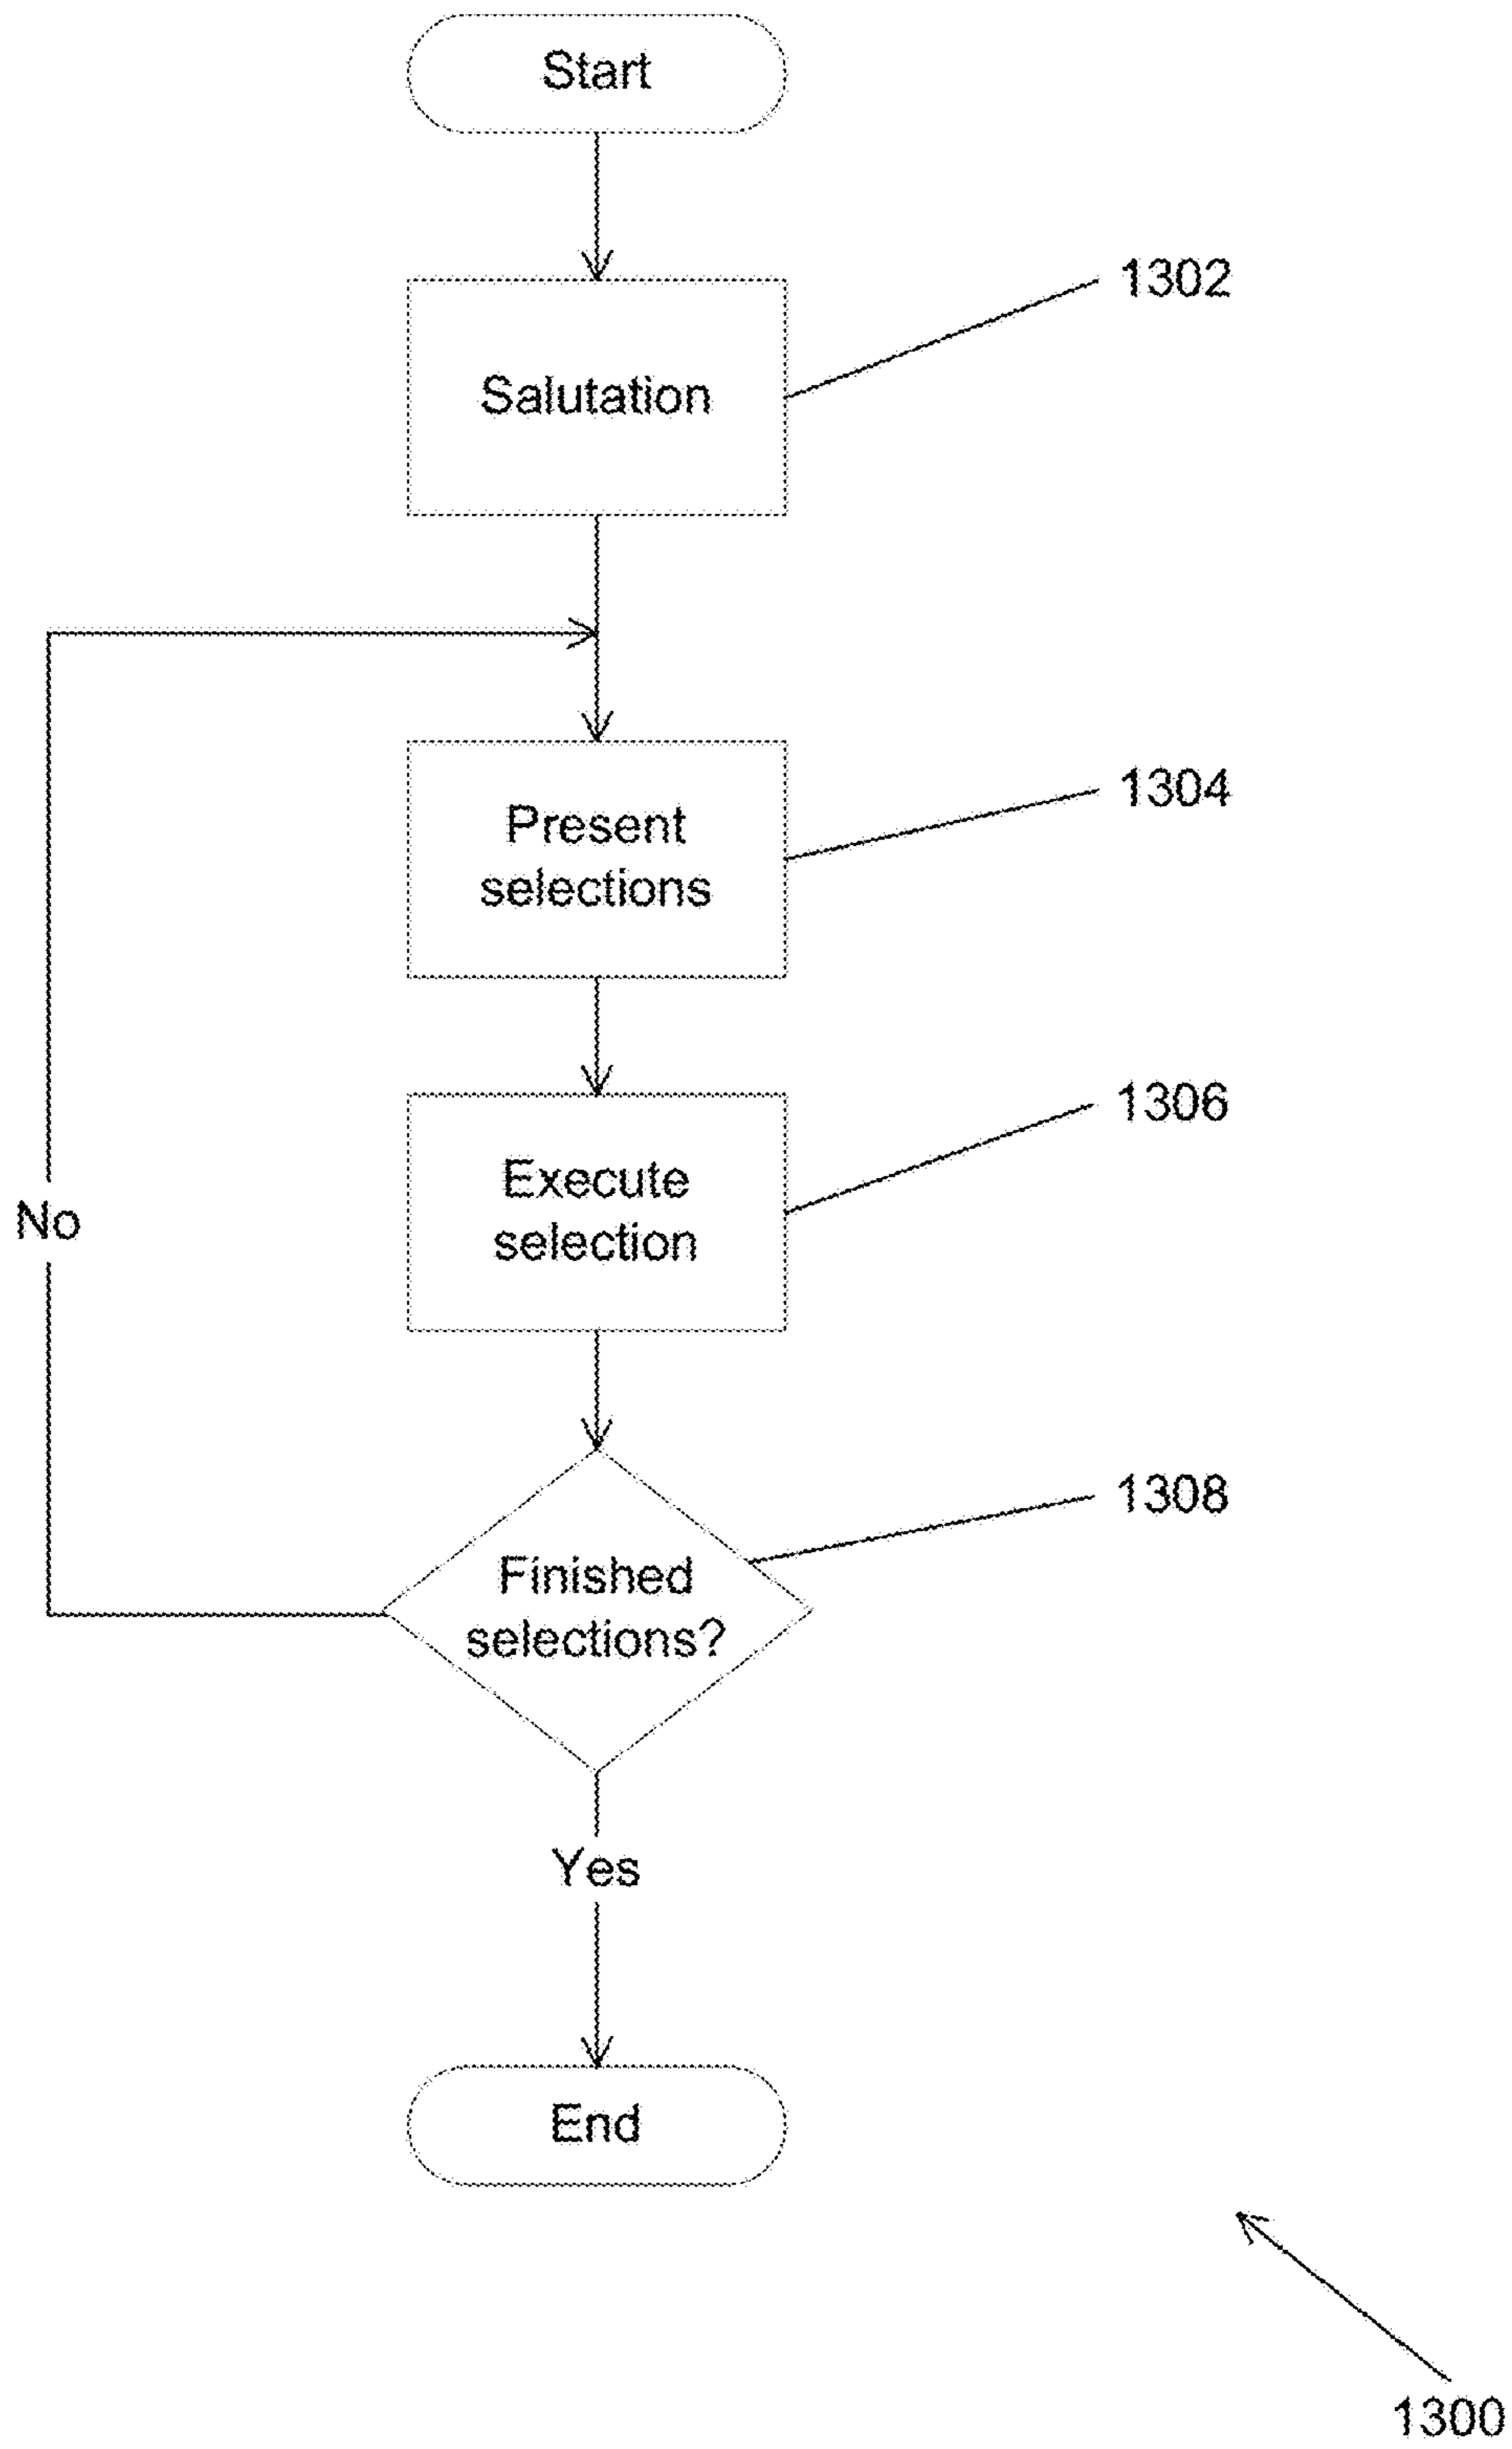 Start
1302
Salutation
1304
Present
selections
1306
Execute
selection
No
1308
Finished
selections?
Yes
End
1300